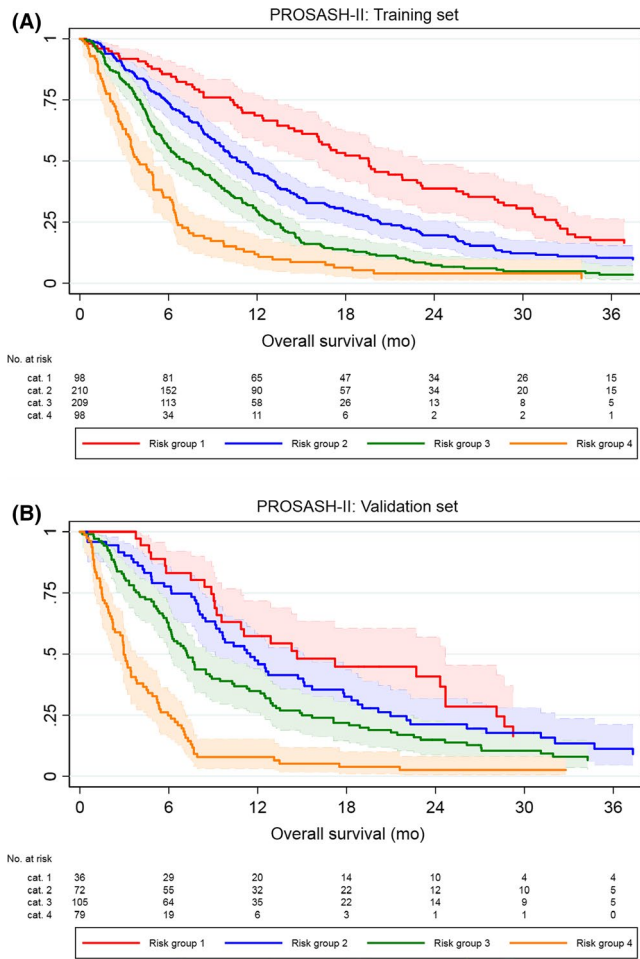 (A)
PROSASH-II: Training set
1
.75
.5
.25
0
0 6 12 18 24 30 36
Overall survival (mo)
No. at risk
cat. 1 98 81 65 47 34 26 15
cat. 2 210 152 90 57 34 20 15
cat. 3 209 113 58 26 13 8 5
cat. 4 98 34 11 6 2 2 1
Risk group 1 Risk group 2 Risk group 3 Risk group 4
(B)
PROSASH-II: Validation set
1
.75
.5
.25
0
0 6 12 18 24 30 36
Overall survival (mo)
No. at risk
cat. 1 36 29 20 14 10 4 4
cat. 2 72 55 32 22 12 10 5
cat. 3 105 64 35 22 14 9 5
cat. 4 79 19 6 3 1 1 0
Risk group 1 Risk group 2 Risk group 3 Risk group 4